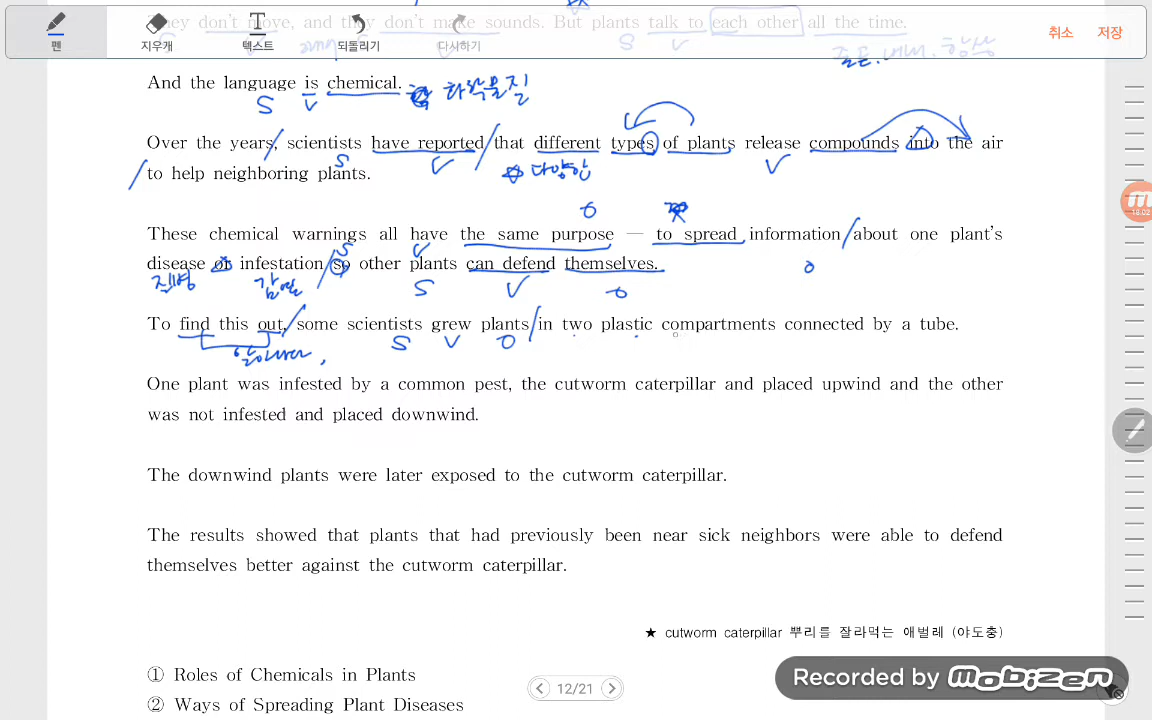 They don't move, and they don't make sounds. But plants talk to each other all the time.
펜 지우개 텍스트 되돌리기 다시하기 취소 저장
S V
And the language is chemical. 화학물질
S V
Over the years, scientists have reported that different types of plants release compounds into the air
S V 다양한 V
to help neighboring plants.
O
18:02
These chemical warnings all have the same purpose — to spread information about one plant's
S V
disease or infestation so other plants can defend themselves.
질병 감염 S V O O
To find this out, some scientists grew plants in two plastic compartments connected by a tube.
알아내다, S V O
One plant was infested by a common pest, the cutworm caterpillar and placed upwind and the other
was not infested and placed downwind.
The downwind plants were later exposed to the cutworm caterpillar.
The results showed that plants that had previously been near sick neighbors were able to defend
themselves better against the cutworm caterpillar.
★ cutworm caterpillar 뿌리를 잘라먹는 애벌레 (야도충)
① Roles of Chemicals in Plants
12/21
Recorded by mobizen
② Ways of Spreading Plant Diseases